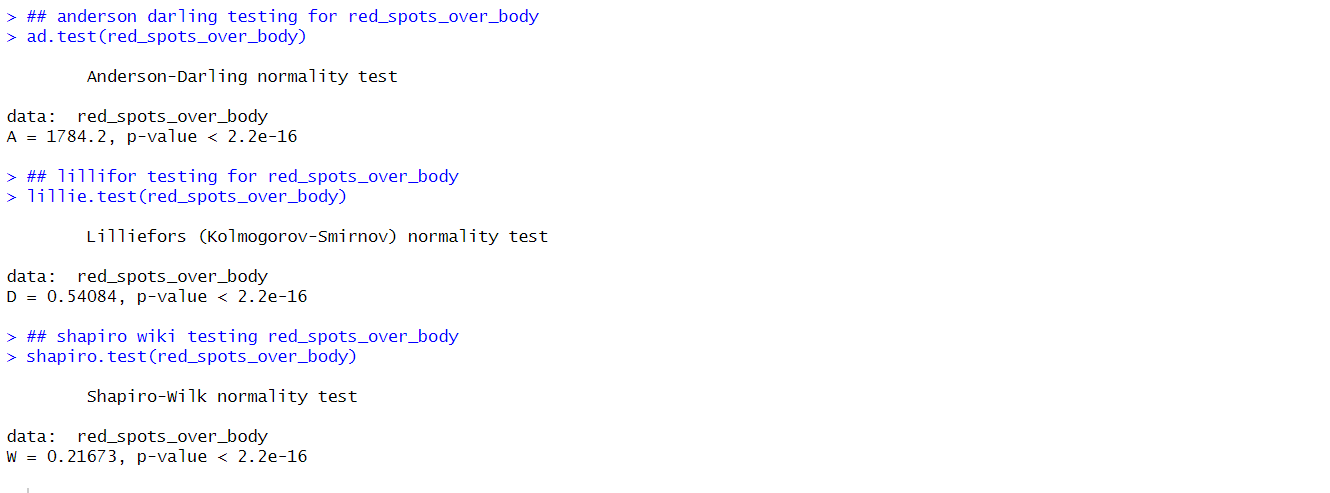 > ## anderson darling testing for red_spots_over_body
> ad.test(red_spots_over_body)
Anderson-Darling normality test
data:  red_spots_over_body
A = 1784.2, p-value < 2.2e-16
> ## lillifor testing for red_spots_over_body
> lillie.test(red_spots_over_body)
Lilliefors (Kolmogorov-Smirnov) normality test
data:  red_spots_over_body
D = 0.54084, p-value < 2.2e-16
> ## shapiro wiki testing red_spots_over_body
> shapiro.test(red_spots_over_body)
Shapiro-Wilk normality test
data:  red_spots_over_body
W = 0.21673, p-value < 2.2e-16